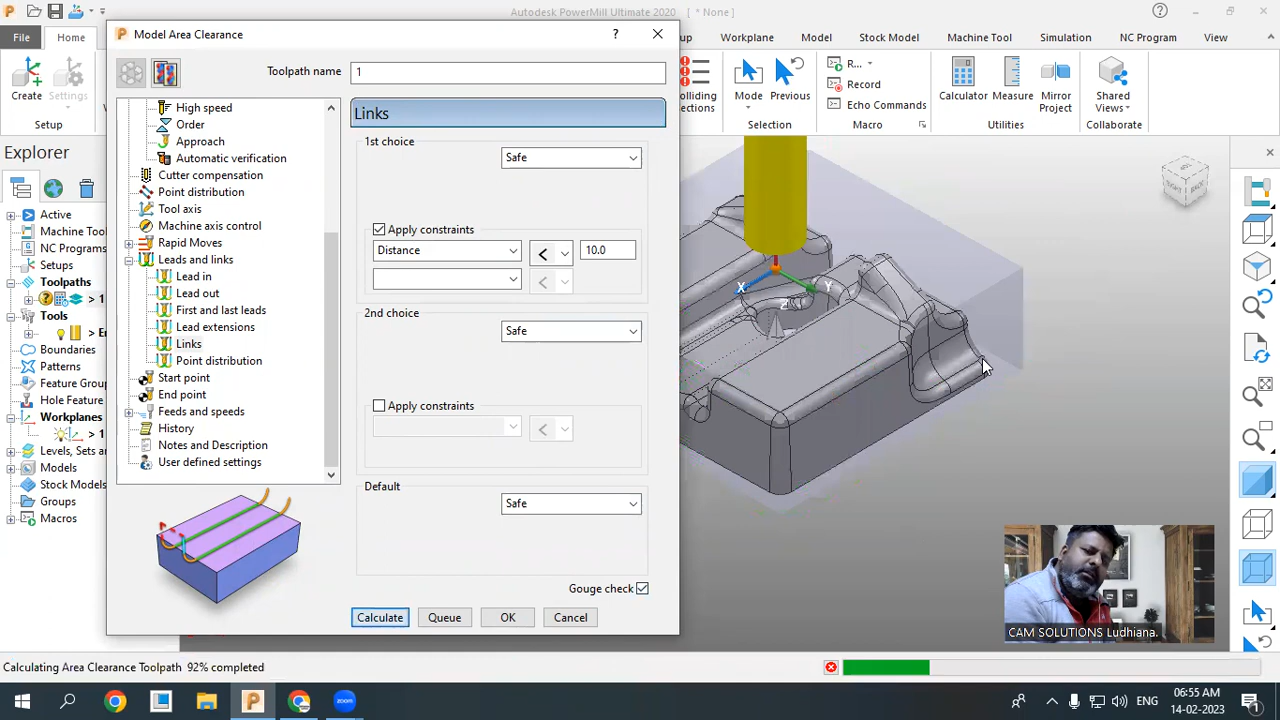 Autodesk PowerMill Ultimate 2020 [ * None ]
File
Home
Workplane
Model
Stock Model
Machine Tool
Simulation
NC Program
View
Create
Settings
Setup
Colliding
Mode
Previous
Selection
R...
Record
Echo Commands
Macro
Calculator
Measure
Mirror
Project
Utilities
Shared
Views
Collaborate
Model Area Clearance
Toolpath name
1
High speed
Order
Approach
Automatic verification
Cutter compensation
Point distribution
Tool axis
Machine axis control
Rapid Moves
Leads and links
Lead in
Lead out
First and last leads
Lead extensions
Links
Point distribution
Start point
End point
Feeds and speeds
History
Notes and Description
User defined settings
Links
1st choice
Safe
Apply constraints
Distance
<
10.0
<
2nd choice
Safe
Apply constraints
<
Default
Safe
Gouge check
Calculate
Queue
OK
Cancel
Explorer
Active
Machine Tool
NC Programs
Setups
Toolpaths
> 1
Tools
Boundaries
Patterns
Feature Group
Hole Feature
Workplanes
> 1
Levels, Sets a
Models
Stock Models
Groups
Macros
X
Y
Z
CAM SOLUTIONS Ludhiana.
Calculating Area Clearance Toolpath 92% completed
ENG
06:55 AM
14-02-2023